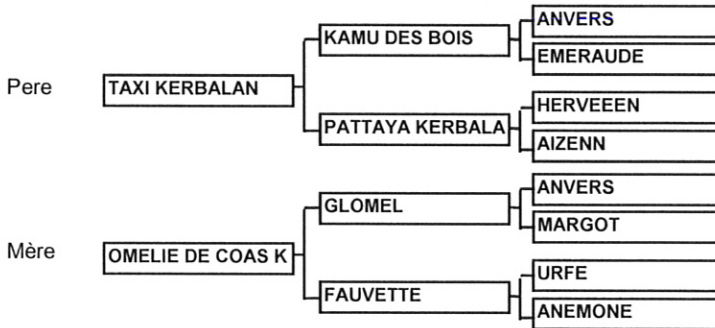 ANVERS
KAMU DES BOIS
EMERAUDE
Pere
TAXI KERBALAN
HERVEEEN
PATTAYA KERBALA
AIZENN
ANVERS
GLOMEL
MARGOT
Mère
OMELIE DE COAS K
URFE
FAUVETTE
ANEMONE